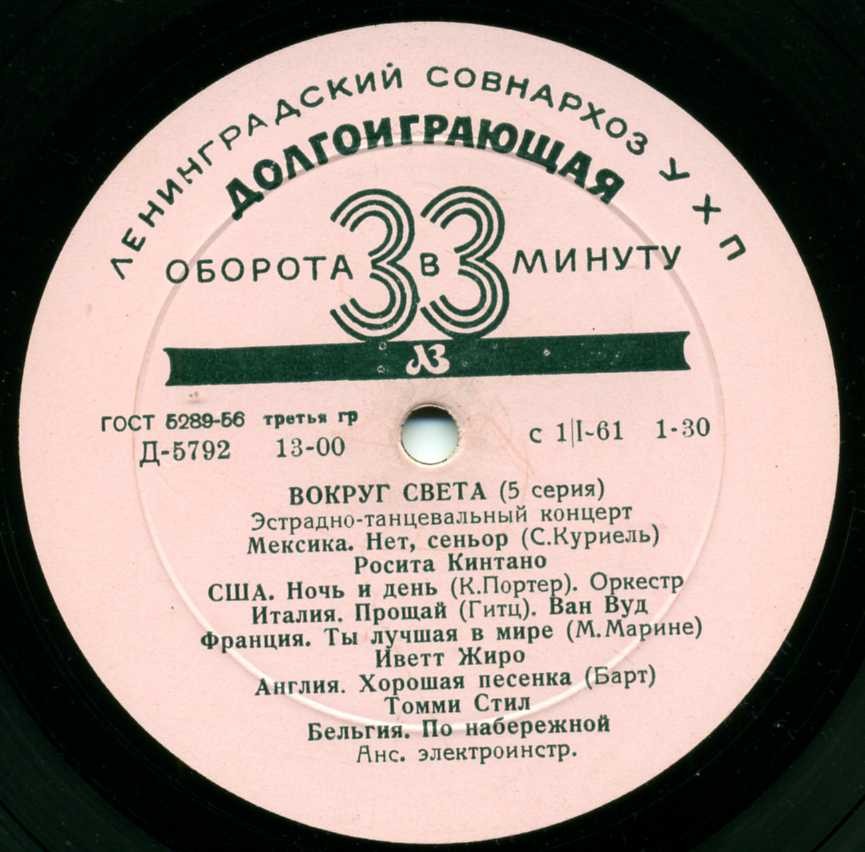 ЛЕНИНГРАДСКИЙ СОВНАРХОЗ УХП
ДОЛГОИГРАЮЩАЯ
ОБОРОТА 33 В МИНУТУ
ЛЗ
ГОСТ 5289-56 третья гр
Д-5792 13-00 с 1|I-61 1-30
ВОКРУГ СВЕТА (5 серия)
Эстрадно-танцевальный концерт
Мексика. Нет, сеньор (С.Куриель)
Росита Кинтано
США. Ночь и день (К.Портер). Оркестр
Италия. Прощай (Гитц). Ван Вуд
Франция. Ты лучшая в мире (М.Марине)
Иветт Жиро
Англия. Хорошая песенка (Барт)
Томми Стил
Бельгия. По набережной
Анс. электроинстр.